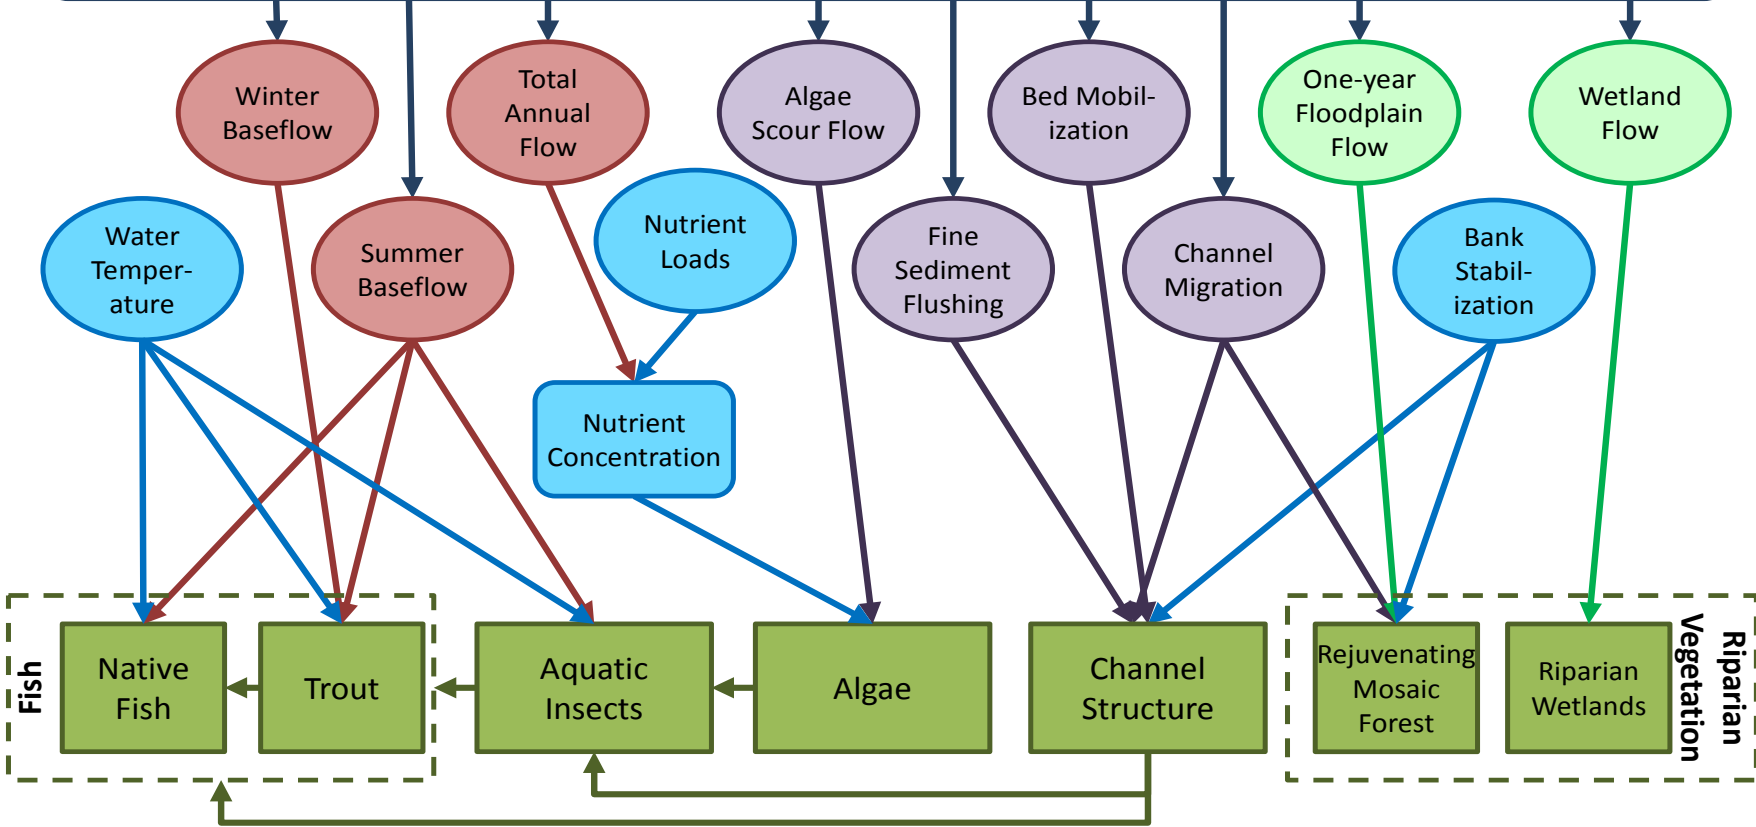 Winter
Baseflow
Total
Annual
Flow
Algae
Scour Flow
Bed Mobil-
ization
One-year
Floodplain
Flow
Wetland
Flow
Water
Temper-
ature
Summer
Baseflow
Nutrient
Loads
Fine
Sediment
Flushing
Channel
Migration
Bank
Stabil-
ization
Nutrient
Concentration
Fish
Native
Fish
Trout
Aquatic
Insects
Algae
Channel
Structure
Rejuvenating
Mosaic
Forest
Riparian
Wetlands
Riparian
Vegetation